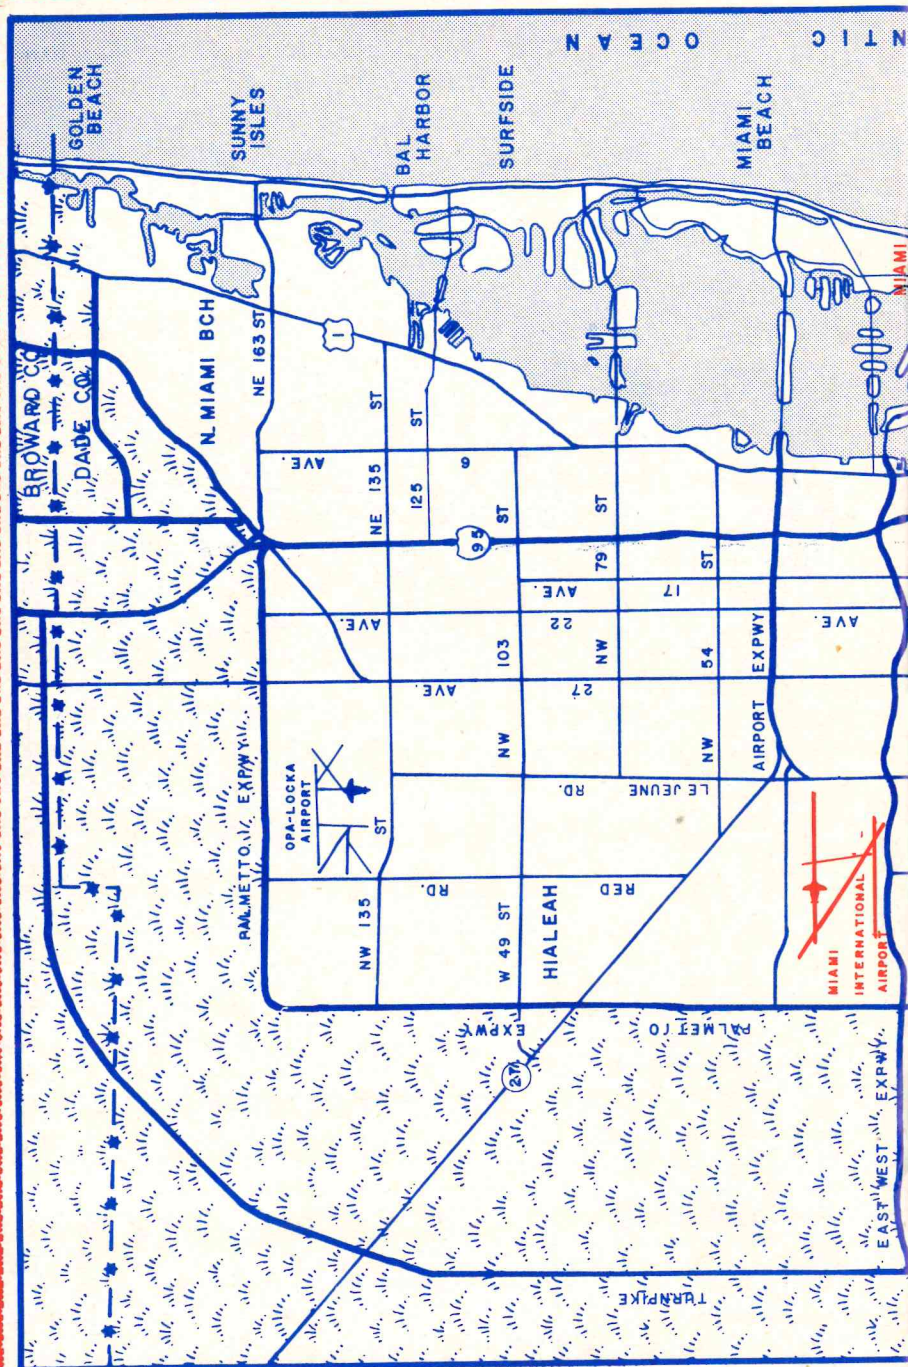 NTIC
OCEAN
GOLDEN
BEACH
SUNNY
ISLES
BAL
HARBOR
SURFSIDE
MIAMI
BEACH
MIAMI
BROWARD CO.
DADE CO.
N. MIAMI BCH
NE 163 ST
1
AVE.
NE 135 ST
125 ST
6
95
ST
79 ST
AVE.
17
ST
AVE.
22
AVE.
NW 103
NW
54
AIRPORT EXPWY
AVE.
27
NW
NW
PALMETTO EXPWY
OPA-LOCKA
AIRPORT
ST
RD.
LE JEUNE
NW 135
RD.
RED
W 49 ST
HIALEAH
MIAMI
INTERNATIONAL
AIRPORT
EXPWY
PALMETTO
27
EAST WEST EXPWY
TURNPIKE